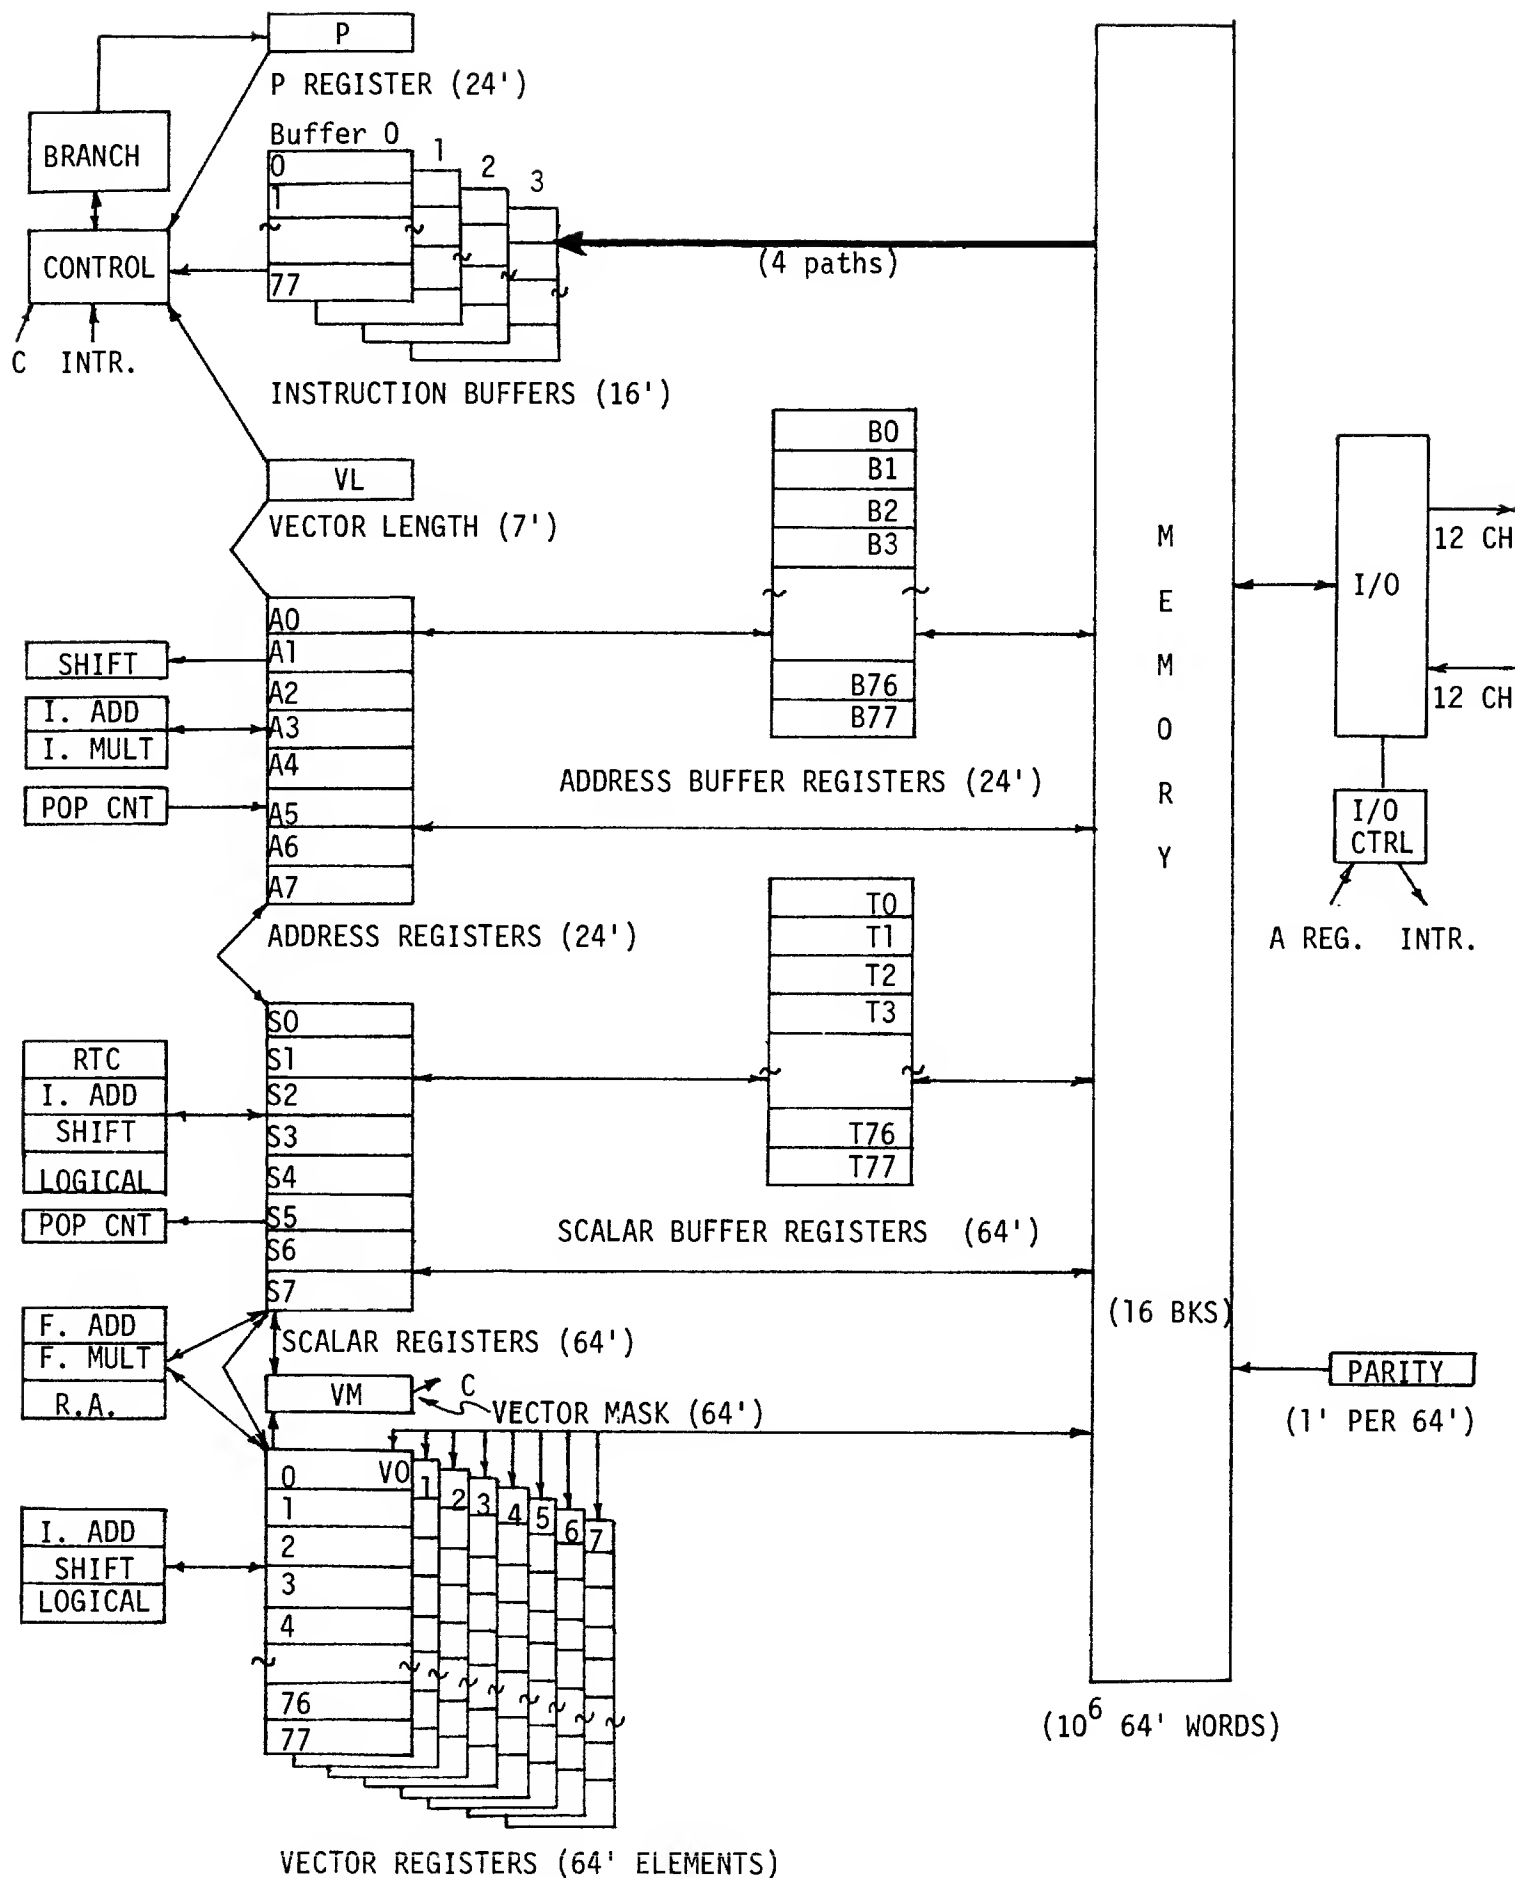 P
P REGISTER (24')
BRANCH
CONTROL
C INTR.
Buffer 0
1
2
3
0
1
77
(4 paths)
INSTRUCTION BUFFERS (16')
VL
VECTOR LENGTH (7')
A0
A1
A2
A3
A4
A5
A6
A7
ADDRESS REGISTERS (24')
SHIFT
I. ADD
I. MULT
POP CNT
B0
B1
B2
B3
B76
B77
ADDRESS BUFFER REGISTERS (24')
S0
S1
S2
S3
S4
S5
S6
S7
SCALAR REGISTERS (64')
RTC
I. ADD
SHIFT
LOGICAL
POP CNT
T0
T1
T2
T3
T76
T77
SCALAR BUFFER REGISTERS (64')
F. ADD
F. MULT
R.A.
VM
C
VECTOR MASK (64')
V0
1
2
3
4
5
6
7
0
1
2
3
4
76
77
I. ADD
SHIFT
LOGICAL
VECTOR REGISTERS (64' ELEMENTS)
MEMORY
(16 BKS)
(10⁶ 64' WORDS)
I/O
12 CH
12 CH
I/O
CTRL
A REG. INTR.
PARITY
(1' PER 64')